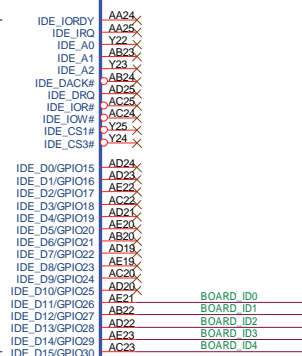 IDE_IORDY AA24
IDE_IRQ AA25
IDE_A0 Y22
IDE_A1 AB23
IDE_A2 Y23
IDE_DACK# AB24
IDE_DRQ AD25
IDE_IOR# AC25
IDE_IOW# AC24
IDE_CS1# Y25
IDE_CS3# Y24
IDE_D0/GPIO15 AD24
IDE_D1/GPIO16 AD23
IDE_D2/GPIO17 AE22
IDE_D3/GPIO18 AC22
IDE_D4/GPIO19 AD21
IDE_D5/GPIO20 AE20
IDE_D6/GPIO21 AB20
IDE_D7/GPIO22 AD19
IDE_D8/GPIO23 AE19
IDE_D9/GPIO24 AC20
IDE_D10/GPIO25 AD20
IDE_D11/GPIO26 AE21 BOARD_ID0
IDE_D12/GPIO27 AB22 BOARD_ID1
IDE_D13/GPIO28 AD22 BOARD_ID2
IDE_D14/GPIO29 AE23 BOARD_ID3
IDE_D15/GPIO30 AC23 BOARD_ID4